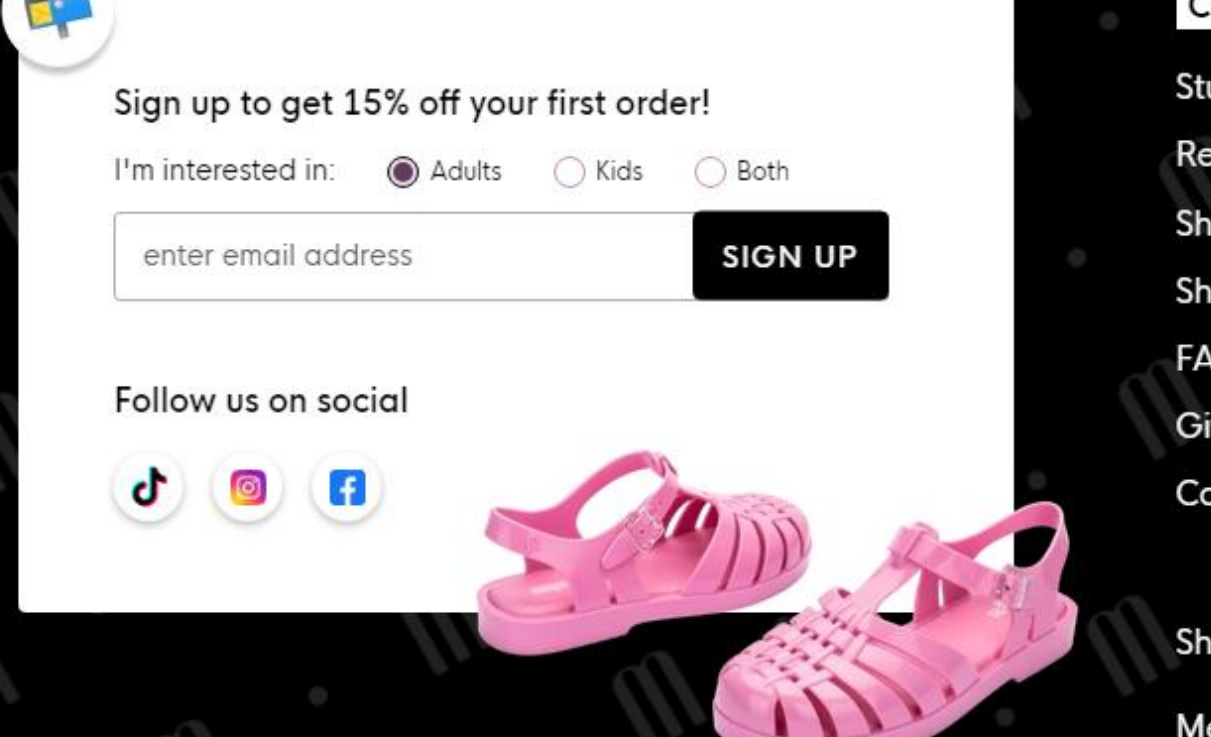 Sign up to get 15% off your first order!
I'm interested in: Adults Kids Both
enter email address SIGN UP
Follow us on social